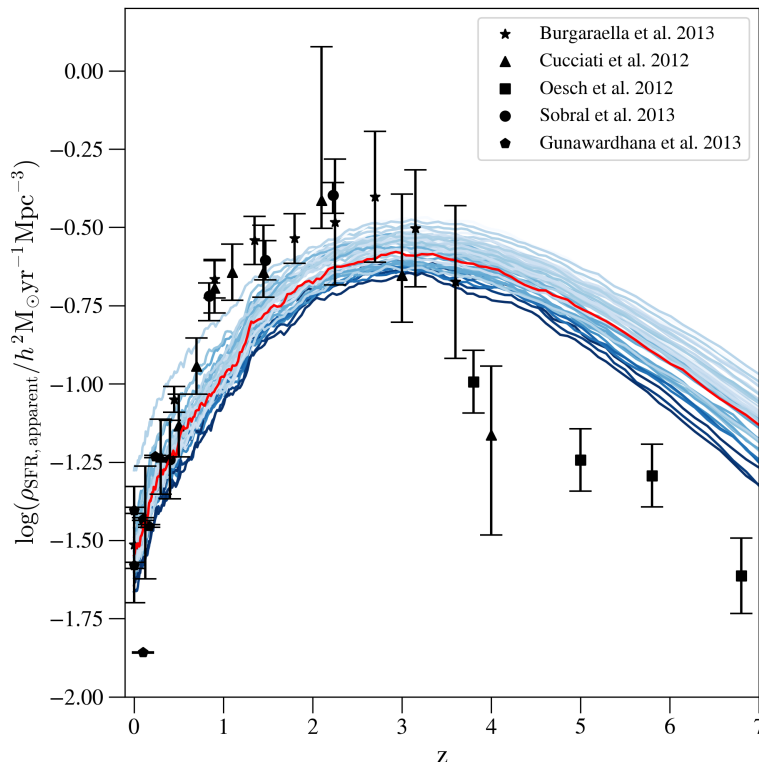 Burgaraella et al. 2013
Cucciati et al. 2012
Oesch et al. 2012
Sobral et al. 2013
Gunawardhana et al. 2013
log(ρSFR, apparent/h²M☉yr⁻¹Mpc⁻³)
0.00
−0.25
−0.50
−0.75
−1.00
−1.25
−1.50
−1.75
−2.00
0 1 2 3 4 5 6 7
z